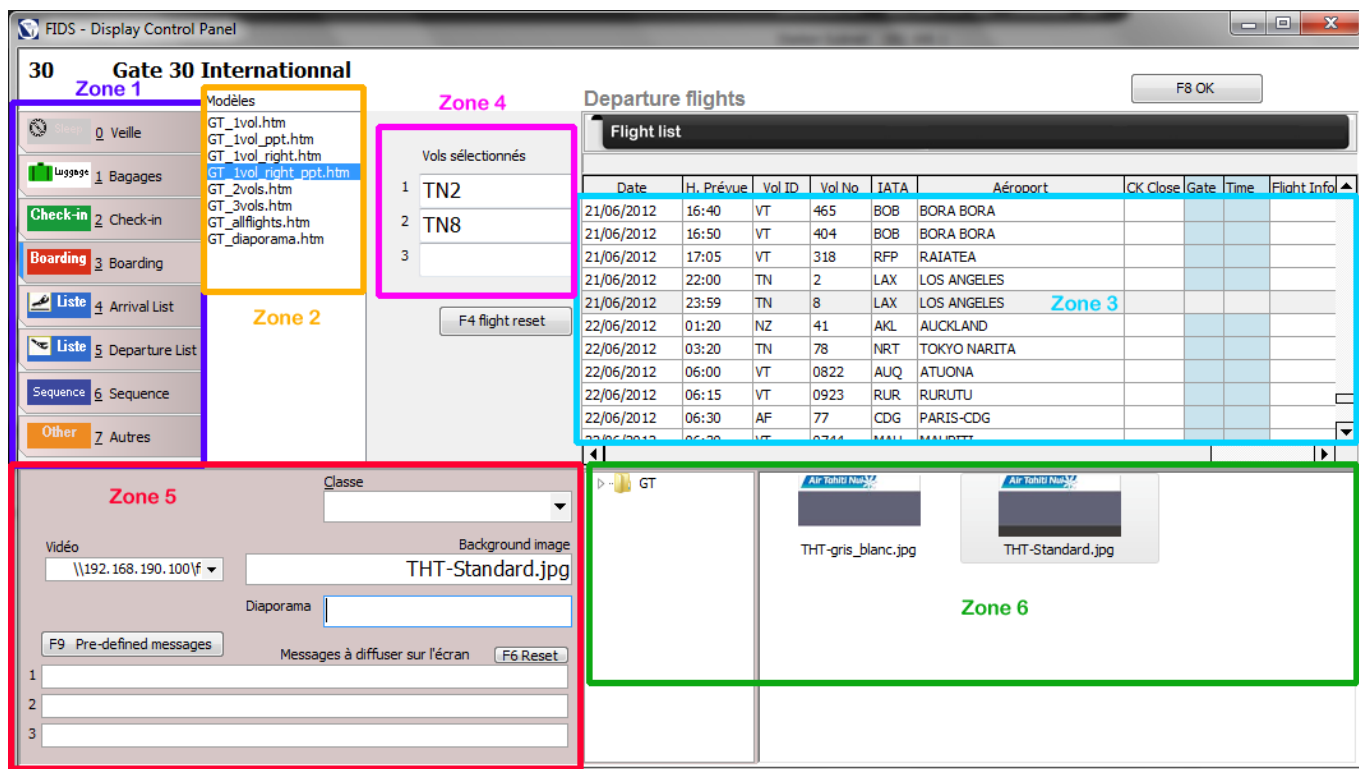 FIDS - Display Control Panel
30 Gate 30 Internationnal
Zone 1
Modèles
Zone 4
Departure flights
F8 OK
Sleep 0 Veille
Luggage 1 Bagages
Check-in 2 Check-in
Boarding 3 Boarding
Liste 4 Arrival List
Liste 5 Departure List
Sequence 6 Sequence
Other 7 Autres
GT_1vol.htm
GT_1vol_ppt.htm
GT_1vol_right.htm
GT_1vol_right_ppt.htm
GT_2vols.htm
GT_3vols.htm
GT_allflights.htm
GT_diaporama.htm
Zone 2
Vols sélectionnés
1 TN2
2 TN8
3
F4 flight reset
Flight list
Date H. Prévue Vol ID Vol No IATA Aéroport CK Close Gate Time Flight Info
21/06/2012 16:40 VT 465 BOB BORA BORA
21/06/2012 16:50 VT 404 BOB BORA BORA
21/06/2012 17:05 VT 318 RFP RAIATEA
21/06/2012 22:00 TN 2 LAX LOS ANGELES
21/06/2012 23:59 TN 8 LAX LOS ANGELES
Zone 3
22/06/2012 01:20 NZ 41 AKL AUCKLAND
22/06/2012 03:20 TN 78 NRT TOKYO NARITA
22/06/2012 06:00 VT 0822 AUQ ATUONA
22/06/2012 06:15 VT 0923 RUR RURUTU
22/06/2012 06:30 AF 77 CDG PARIS-CDG
Zone 5
Classe
Vidéo
\\192.168.190.100\f
Background image
THT-Standard.jpg
Diaporama
F9 Pre-defined messages
Messages à diffuser sur l'écran
F6 Reset
1
2
3
GT
Air Tahiti Nui
THT-gris_blanc.jpg
Air Tahiti Nui
THT-Standard.jpg
Zone 6